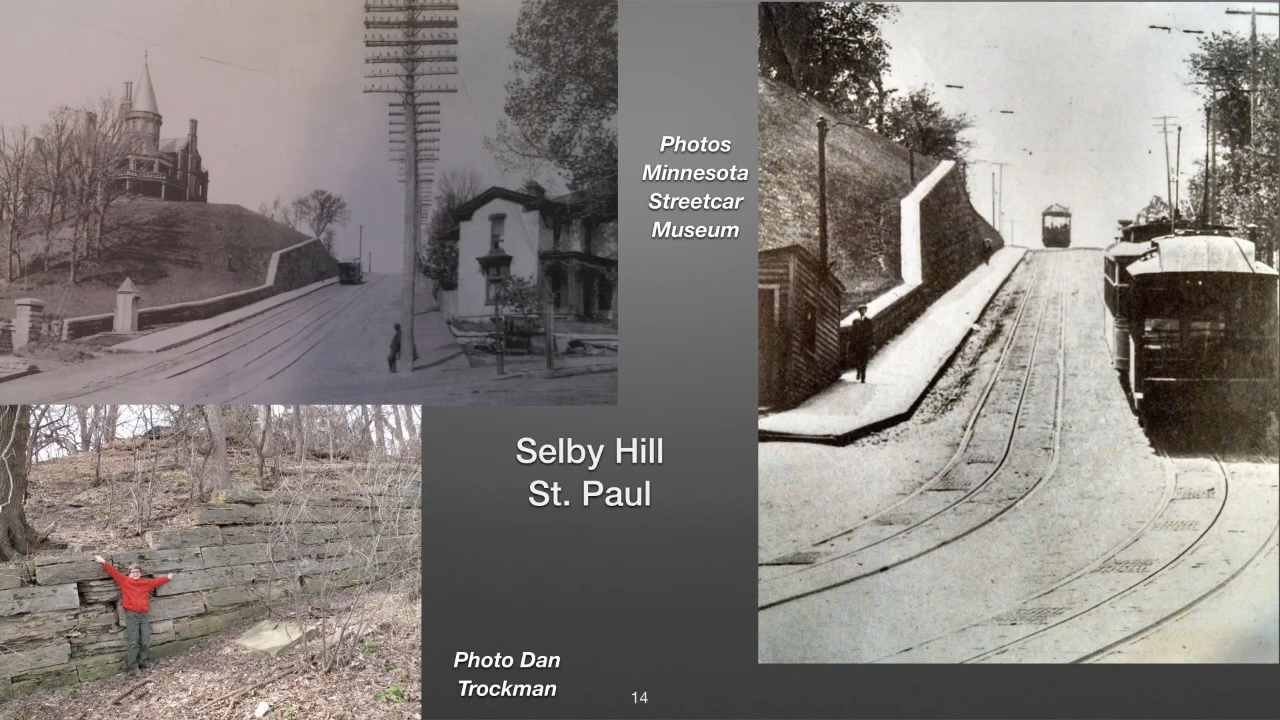 Photos
Minnesota
Streetcar
Museum
Selby Hill
St. Paul
Photo Dan
Trockman
14